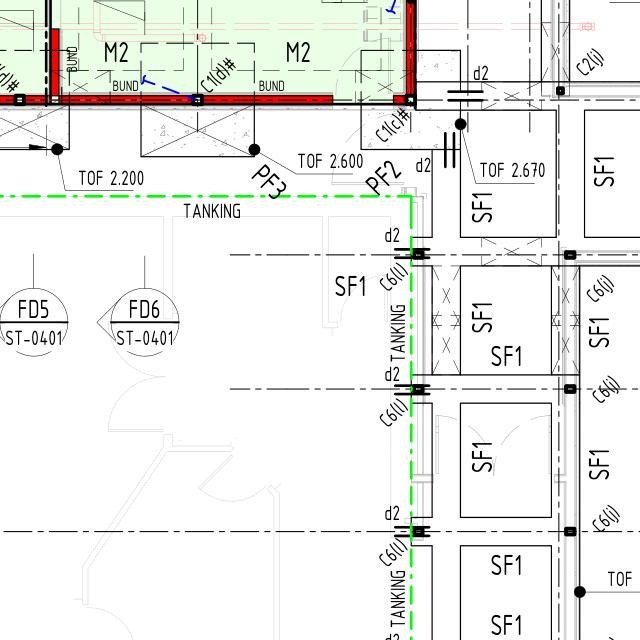 d)#
BUND
M2
M2
C2(j)
BUND
C1(d)#
BUND
d2
C1(c)#
TOF 2.200
TOF 2.600
d2
TOF 2.670
SF1
PF3
PF2
SF1
TANKING
d2
C6(l)
SF1
C6(j)
FD5
ST-0401
FD6
ST-0401
TANKING
SF1
SF1
SF1
d2
C6(l)
C6(j)
SF1
SF1
d2
C6(l)
C6(j)
TANKING
SF1
TOF
SF1
d2